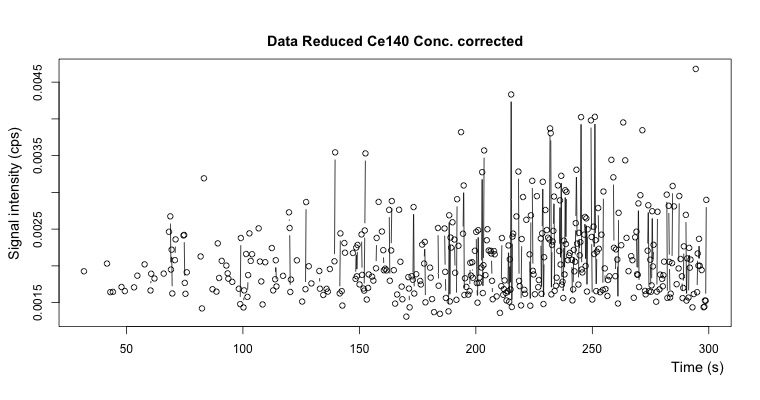 Data Reduced Ce140 Conc. corrected
Signal intensity (cps)
0.0045
0.0035
0.0025
0.0015
50 100 150 200 250 300
Time (s)